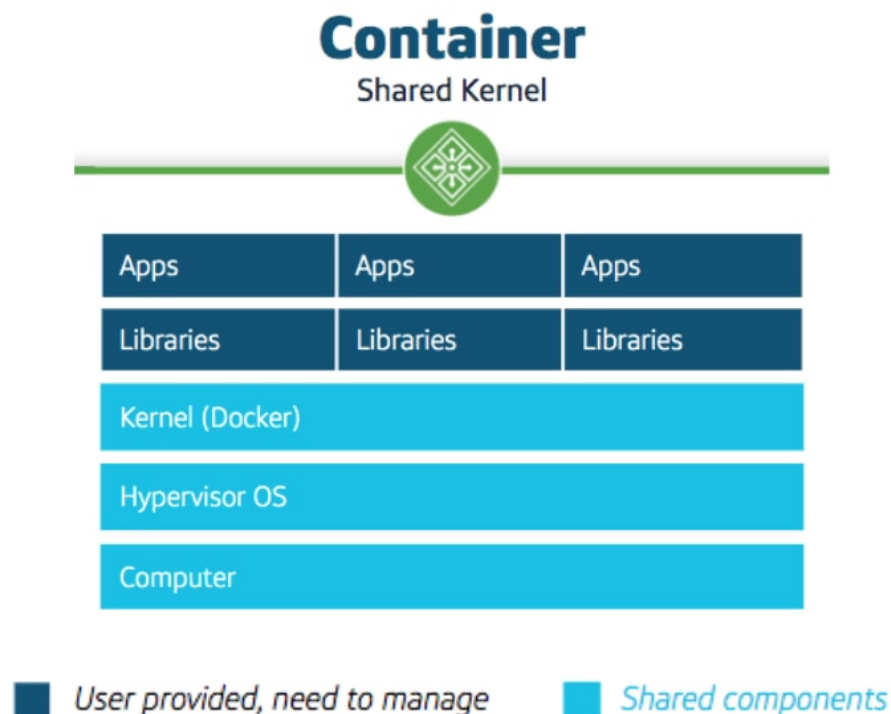 Container
Shared Kernel
Apps Apps Apps
Libraries Libraries Libraries
Kernel (Docker)
Hypervisor OS
Computer
User provided, need to manage Shared components